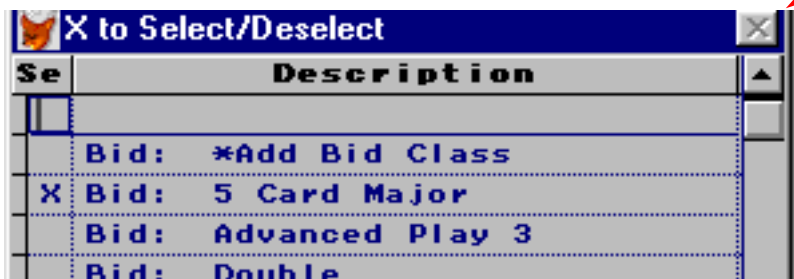 X to Select/Deselect
Se Description
Bid: *Add Bid Class
X Bid: 5 Card Major
Bid: Advanced Play 3
Bid: Double